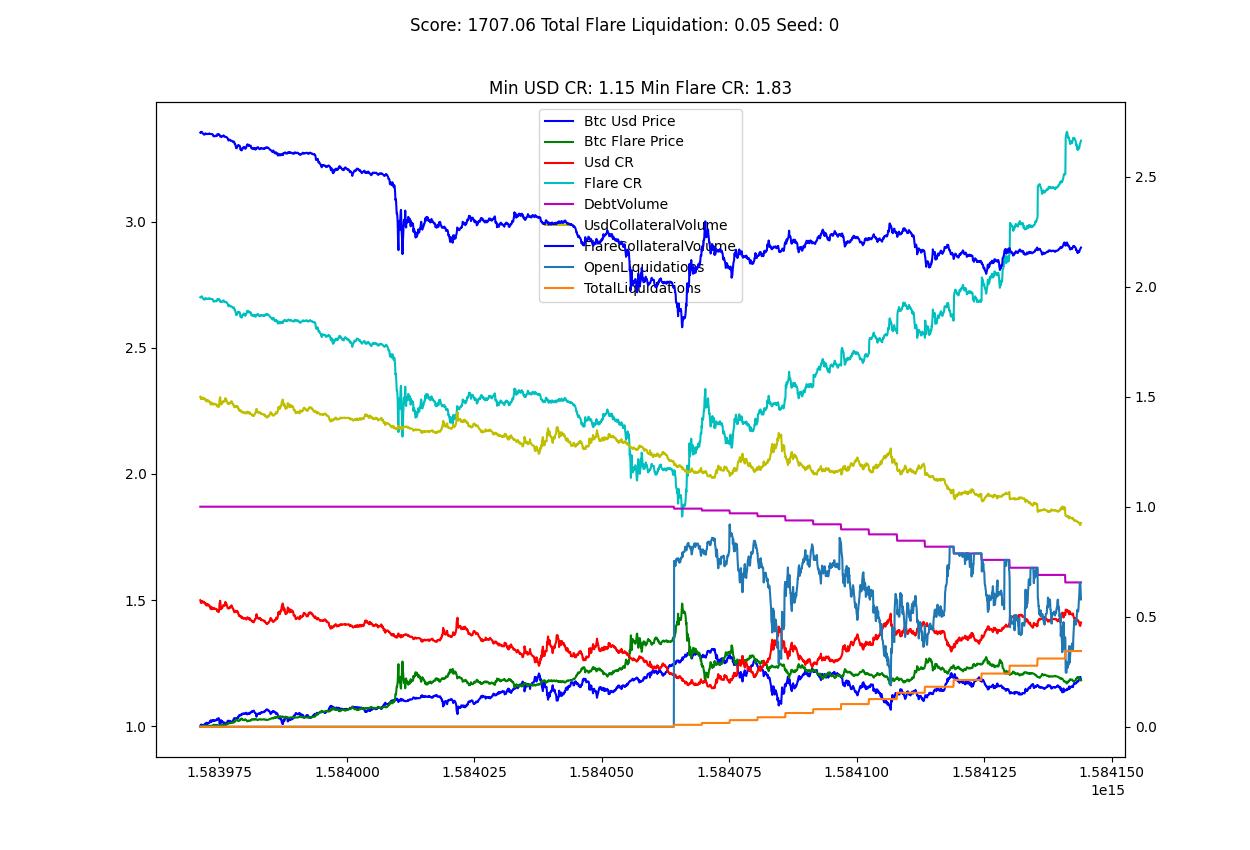 Score: 1707.06 Total Flare Liquidation: 0.05 Seed: 0
Min USD CR: 1.15 Min Flare CR: 1.83
Btc Usd Price
Btc Flare Price
Usd CR
Flare CR
DebtVolume
UsdCollateralVolume
FlareCollateralVolume
OpenLiquidations
TotalLiquidations
3.0
2.5
2.0
1.5
1.0
2.5
2.0
1.5
1.0
0.5
0.0
1.583975 1.584000 1.584025 1.584050 1.584075 1.584100 1.584125 1.584150
1e15